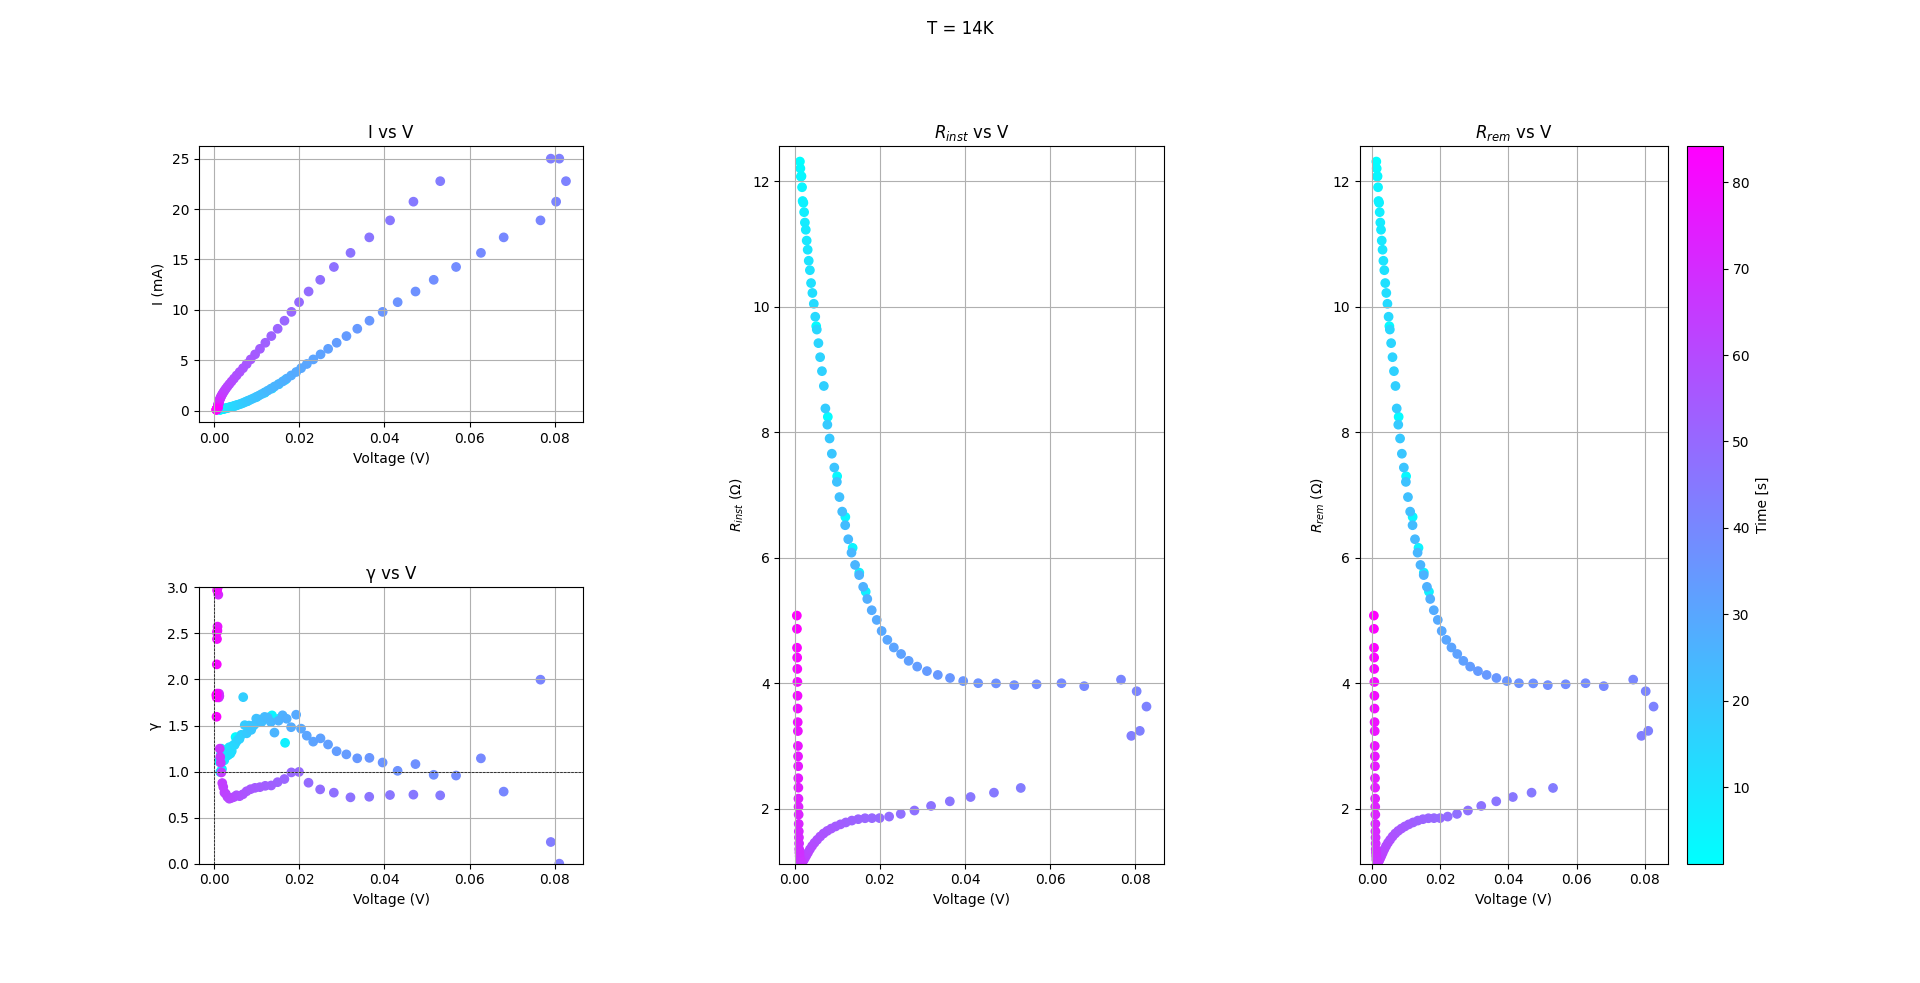 T = 14K
I vs V
I (mA)
25
20
15
10
5
0
0.00 0.02 0.04 0.06 0.08
Voltage (V)
γ vs V
γ
3.0
2.5
2.0
1.5
1.0
0.5
0.0
0.00 0.02 0.04 0.06 0.08
Voltage (V)
R_inst vs V
R_inst (Ω)
12
10
8
6
4
2
0.00 0.02 0.04 0.06 0.08
Voltage (V)
R_rem vs V
R_rem (Ω)
12
10
8
6
4
2
0.00 0.02 0.04 0.06 0.08
Voltage (V)
80
70
60
50
40
30
20
10
Time [s]